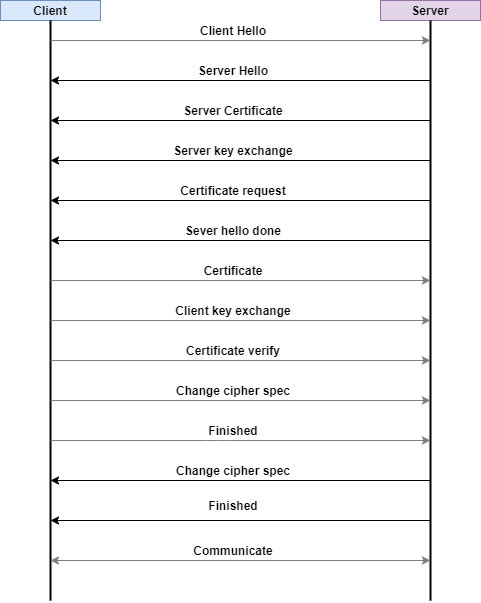 Client
Server
Client Hello
Server Hello
Server Certificate
Server key exchange
Certificate request
Sever hello done
Certificate
Client key exchange
Certificate verify
Change cipher spec
Finished
Change cipher spec
Finished
Communicate